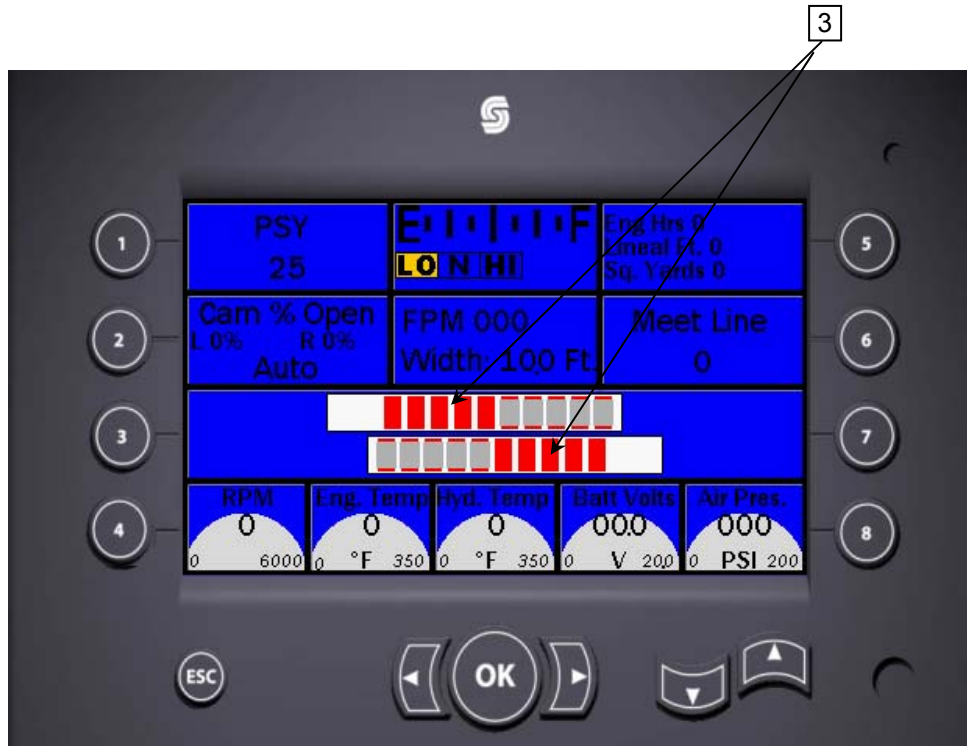 3
PSY
25
E F
LO N HI
Eng Hrs 0
Lineal Ft. 0
Sq. Yards 0
Cam % Open
L 0% R 0%
Auto
FPM 000
Width: 10.0 Ft.
Meet Line
0
RPM
0
0 6000
Eng. Temp
0
0 °F 350
Hyd. Temp
0
0 °F 350
Batt Volts
00.0
0 V 20.0
Air Pres.
000
0 PSI 200
1
2
3
4
5
6
7
8
ESC
OK